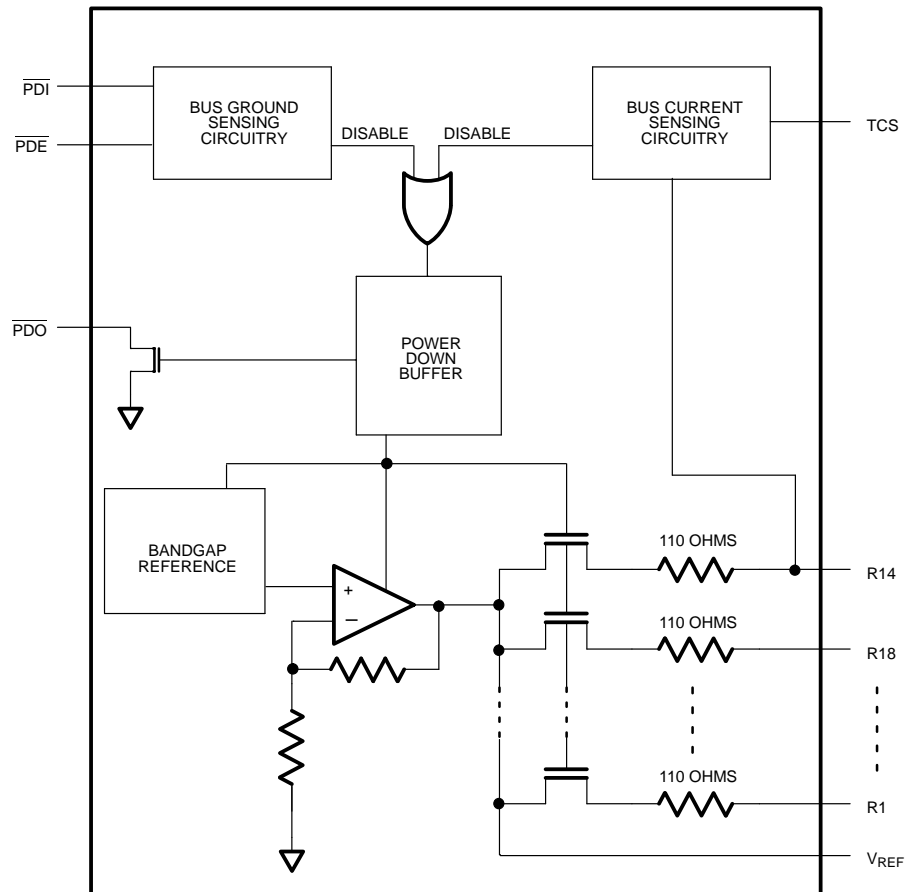 PDI
PDE
BUS GROUND
SENSING
CIRCUITRY
DISABLE
DISABLE
BUS CURRENT
SENSING
CIRCUITRY
TCS
PDO
POWER
DOWN
BUFFER
BANDGAP
REFERENCE
+
−
110 OHMS
R14
110 OHMS
R18
110 OHMS
R1
VREF